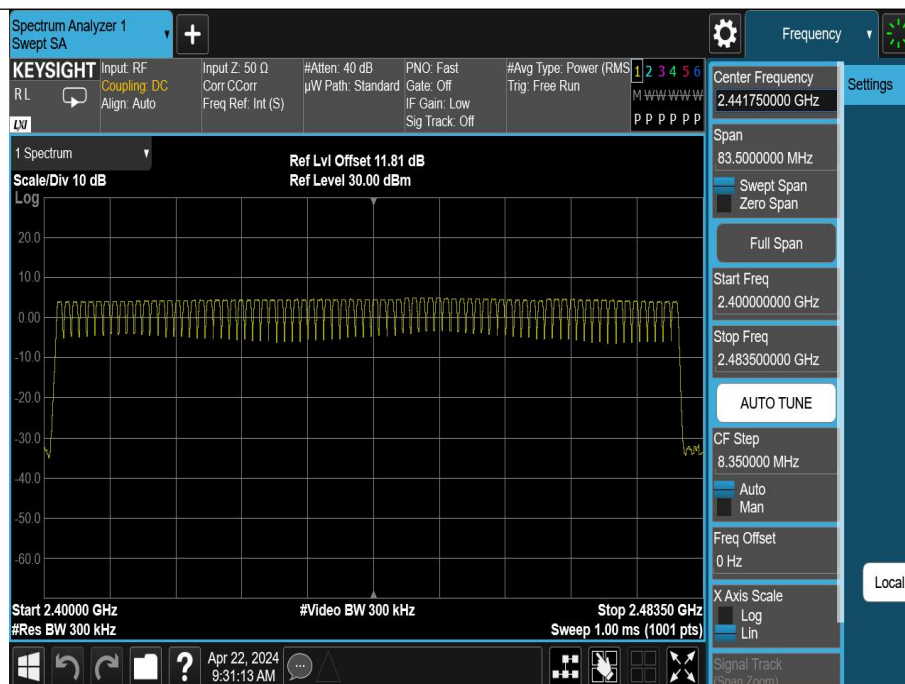 Spectrum Analyzer 1
Swept SA
+
Frequency
KEYSIGHT
RL
LXI
Input: RF
Coupling: DC
Align: Auto
Input Z: 50 Ω
Corr CCorr
Freq Ref: Int (S)
#Atten: 40 dB
µW Path: Standard
PNO: Fast
Gate: Off
IF Gain: Low
Sig Track: Off
#Avg Type: Power (RMS
Trig: Free Run
1 2 3 4 5 6
M W W W W W
P P P P P P
1 Spectrum
Scale/Div 10 dB
Ref Lvl Offset 11.81 dB
Ref Level 30.00 dBm
Log
20.0
10.0
0.00
-10.0
-20.0
-30.0
-40.0
-50.0
-60.0
Start 2.40000 GHz
#Res BW 300 kHz
#Video BW 300 kHz
Stop 2.48350 GHz
Sweep 1.00 ms (1001 pts)
Center Frequency
2.441750000 GHz
Settings
Span
83.5000000 MHz
Swept Span
Zero Span
Full Span
Start Freq
2.400000000 GHz
Stop Freq
2.483500000 GHz
AUTO TUNE
CF Step
8.350000 MHz
Auto
Man
Freq Offset
0 Hz
Local
X Axis Scale
Log
Lin
Signal Track
(Span Zoom)
?
Apr 22, 2024
9:31:13 AM